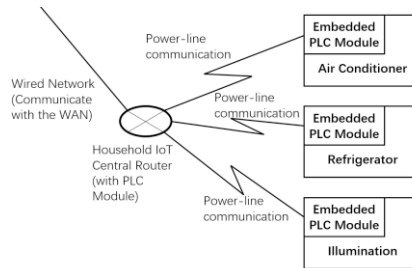 Power-line
communication
Embedded
PLC Module
Air Conditioner
Wired Network
(Communicate
with the WAN)
Power-line
communication
Embedded
PLC Module
Refrigerator
Household IoT
Central Router
(with PLC
Module)
Power-line
communication
Embedded
PLC Module
Illumination